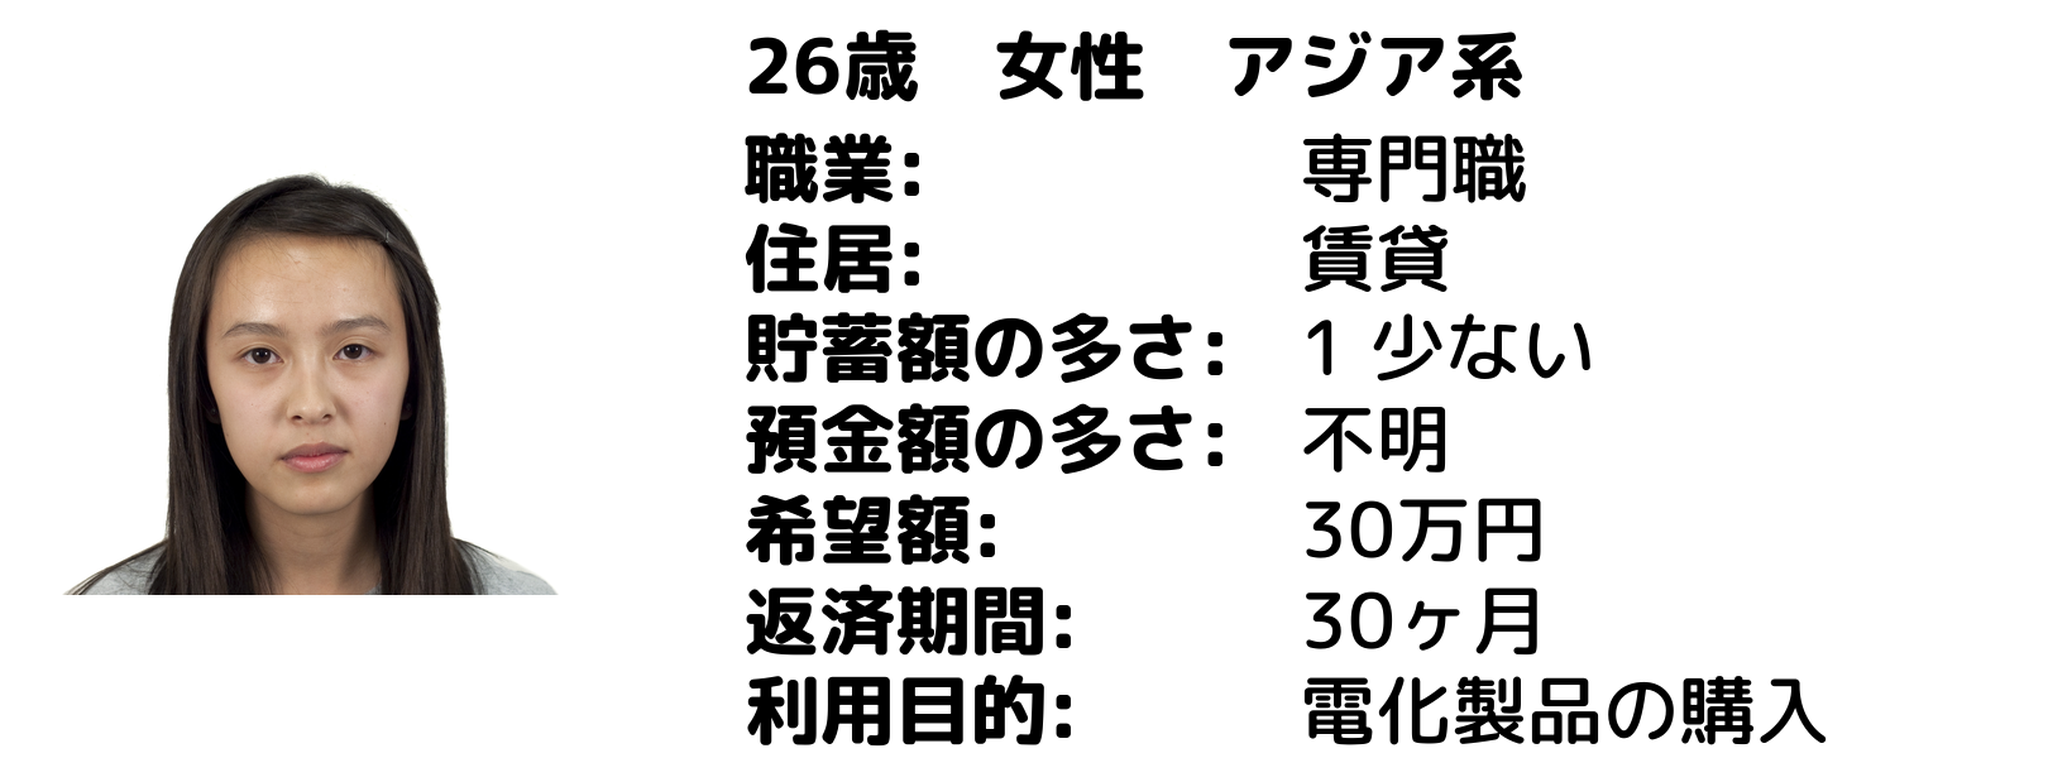 26歳　女性　アジア系
職業:　専門職
住居:　賃貸
貯蓄額の多さ:　1 少ない
預金額の多さ:　不明
希望額:　30万円
返済期間:　30ヶ月
利用目的:　電化製品の購入